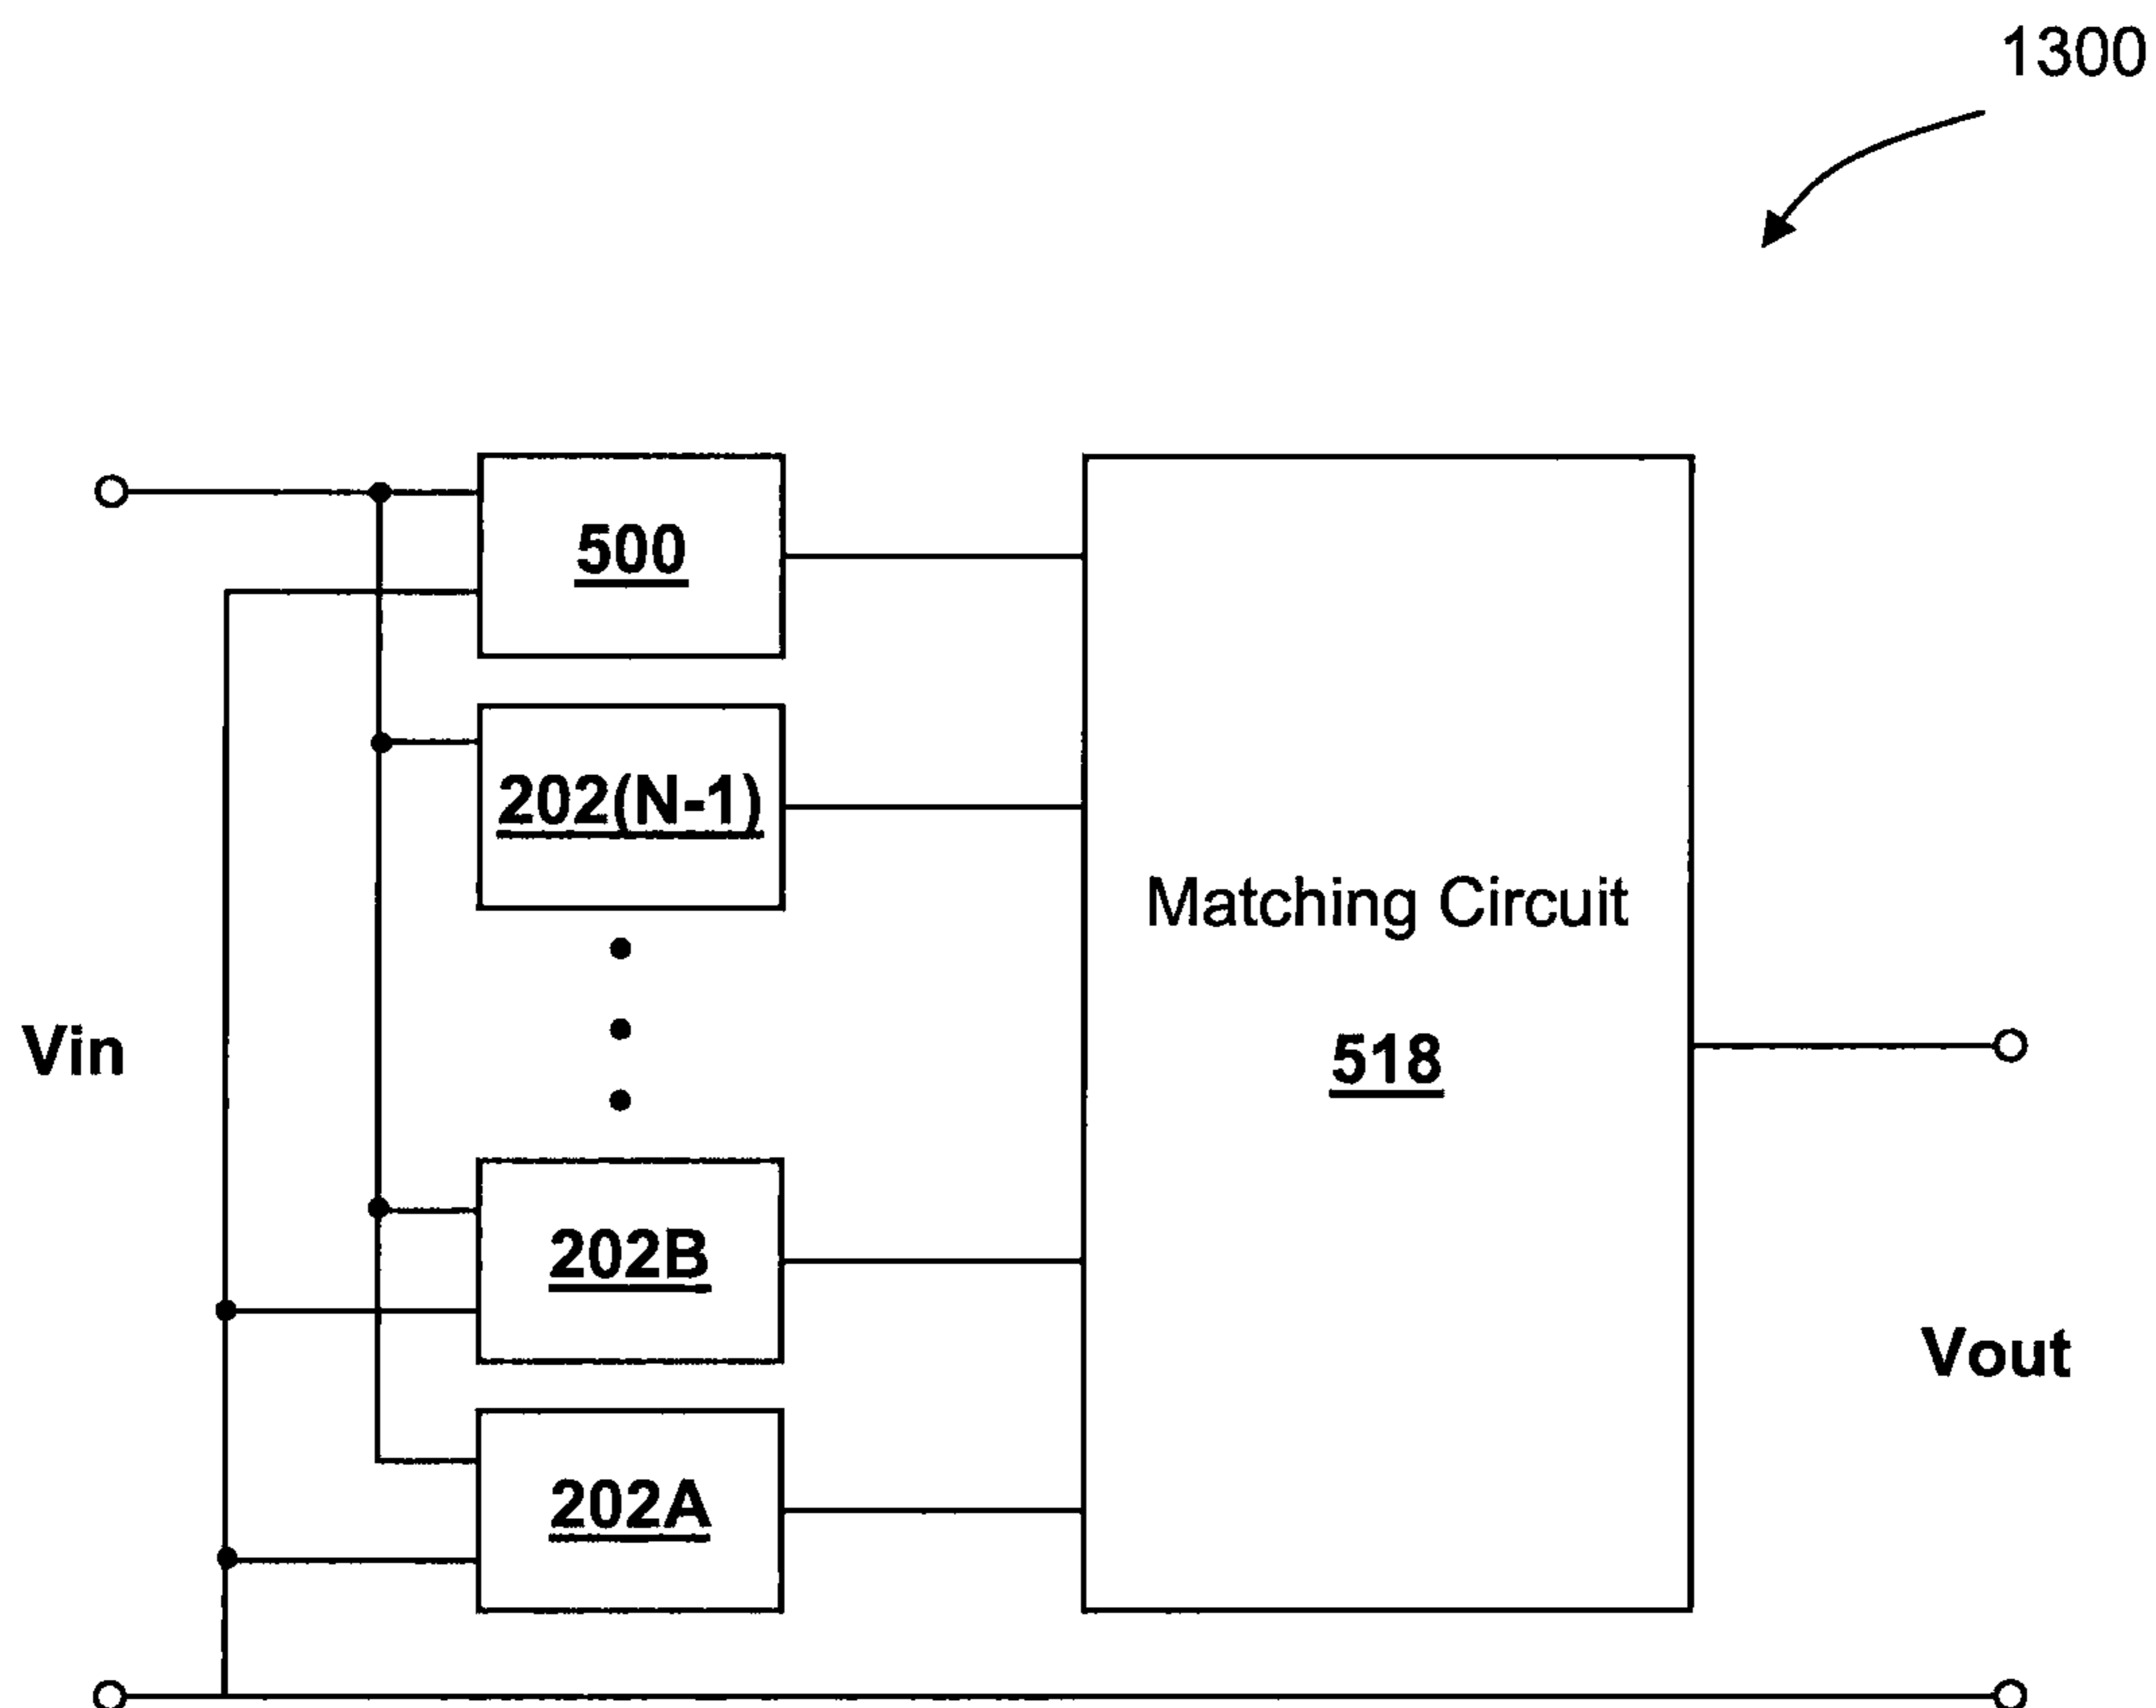 1300
500
202(N-1)
Matching Circuit
518
Vin
202B
Vout
202A